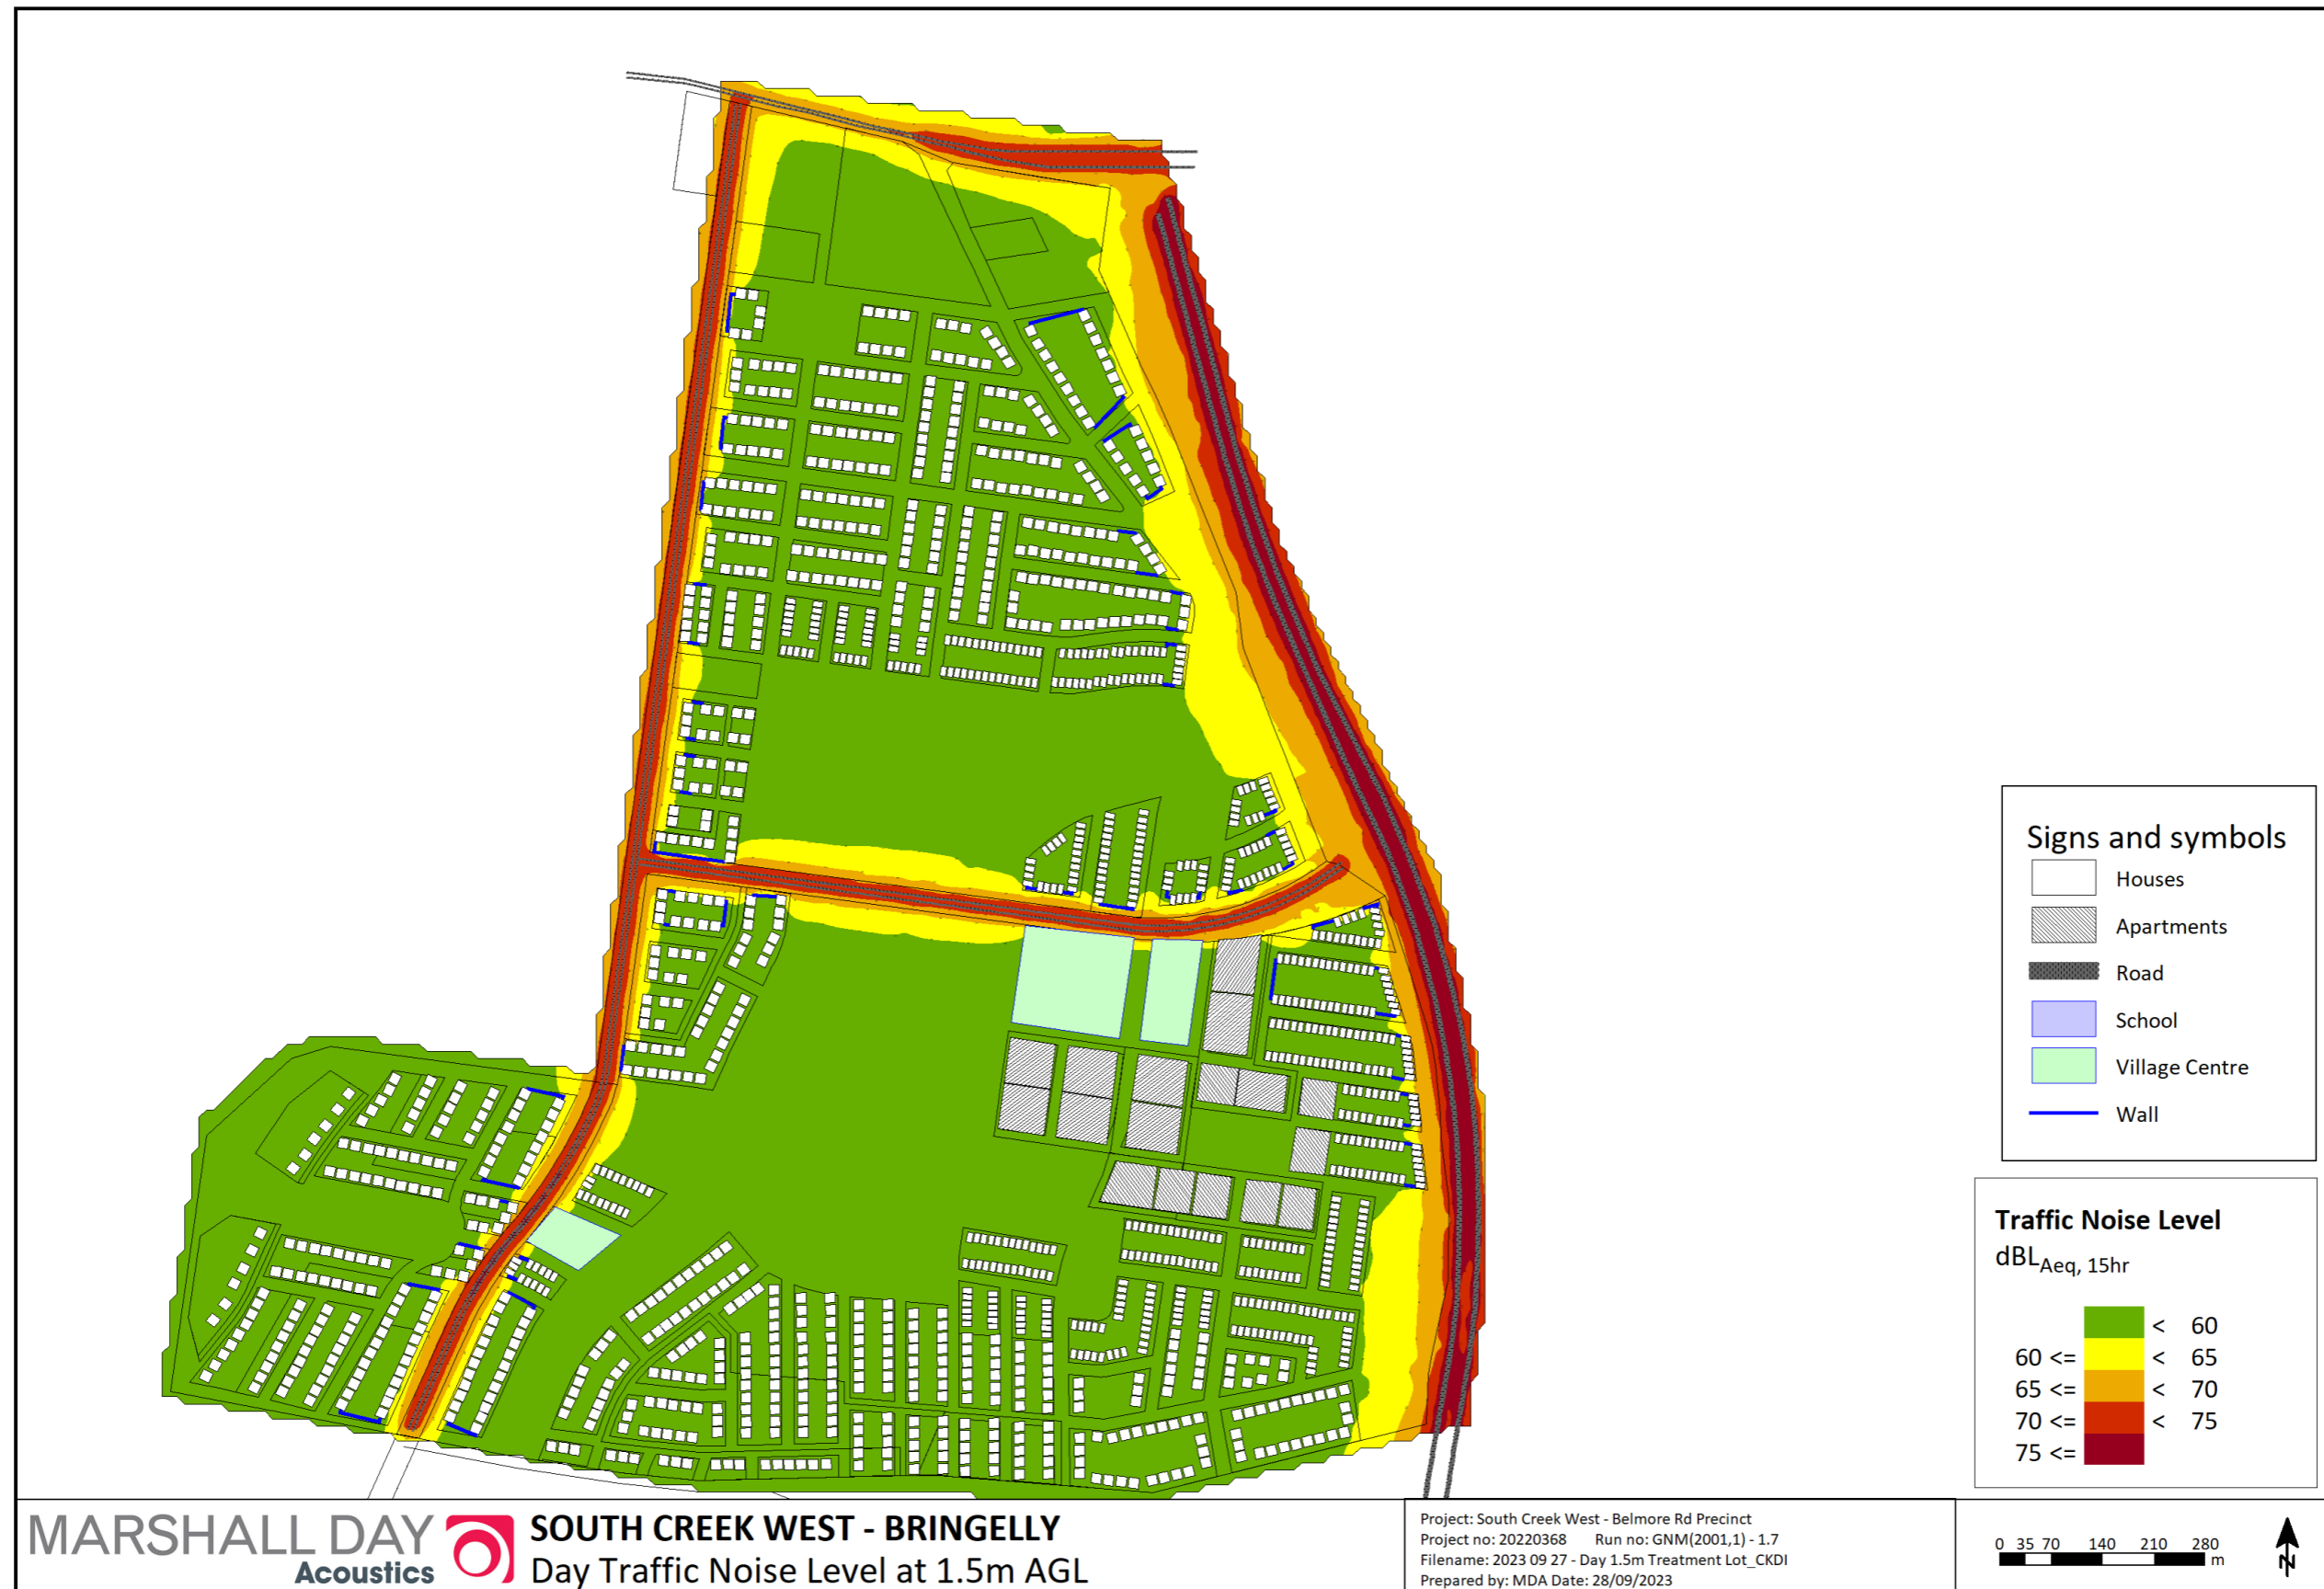 Signs and symbols
Houses
Apartments
Road
School
Village Centre
Wall
Traffic Noise Level
dBL_Aeq, 15hr
< 60
60 <= < 65
65 <= < 70
70 <= < 75
75 <=
MARSHALL DAY
Acoustics
SOUTH CREEK WEST - BRINGELLY
Day Traffic Noise Level at 1.5m AGL
Project: South Creek West - Belmore Rd Precinct
Project no: 20220368 Run no: GNM(2001,1) - 1.7
Filename: 2023 09 27 - Day 1.5m Treatment Lot_CKDI
Prepared by: MDA Date: 28/09/2023
0 35 70 140 210 280
m
N